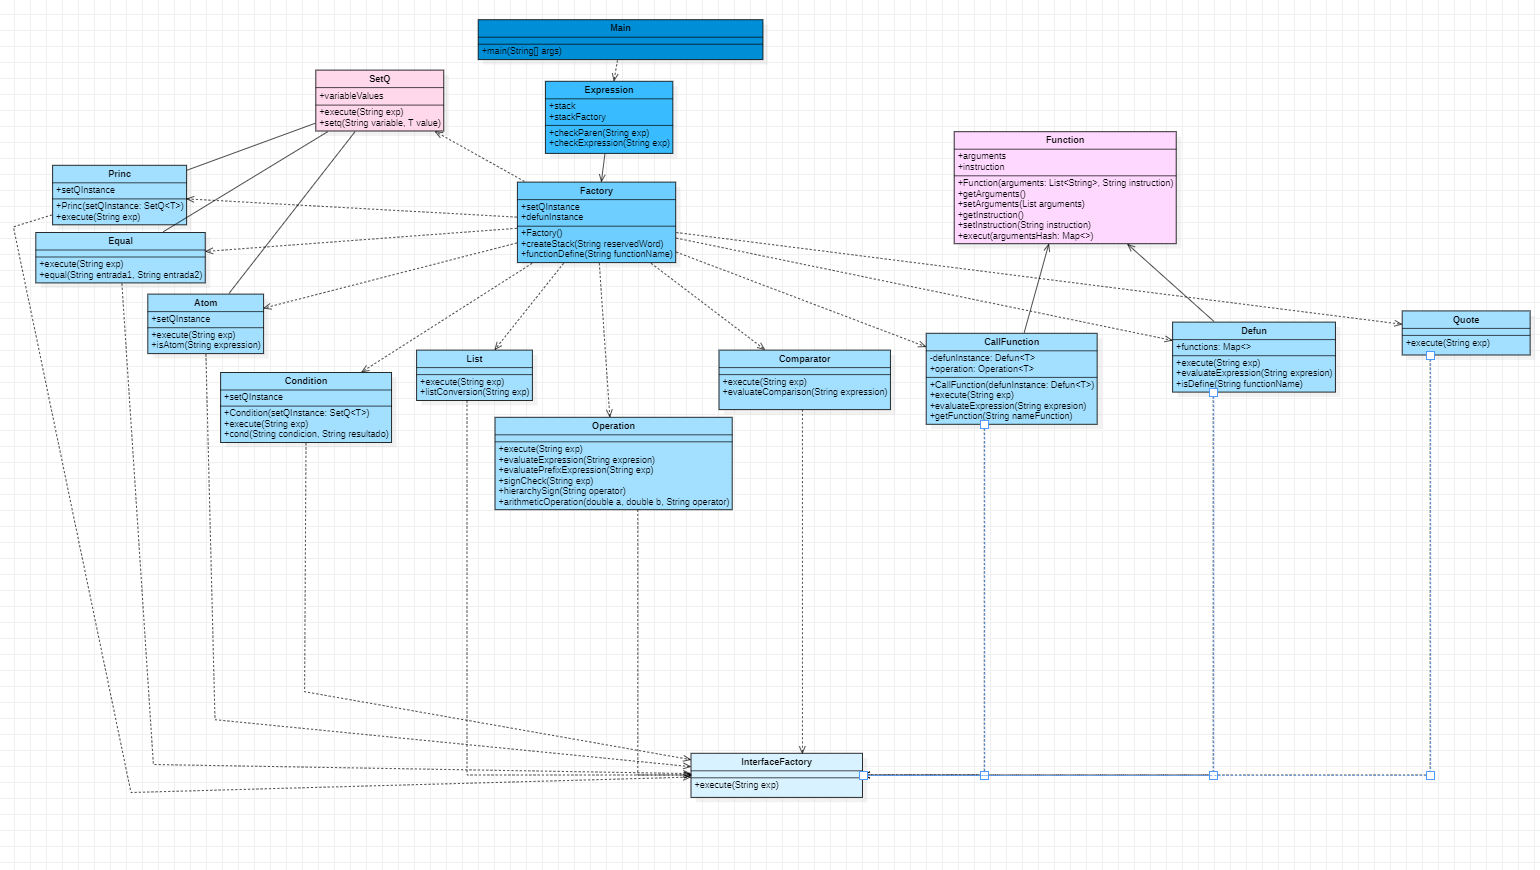 Main
+main(String[] args)
SetQ
+variableValues
+execute(String exp)
+setq(String variable, T value)
Expression
+stack
+stackFactory
+checkParen(String exp)
+checkExpression(String exp)
Function
+arguments
+instruction
+Function(arguments: List<String>, String instruction)
+getArguments()
+setArguments(List arguments)
+getInstruction()
+setInstruction(String instruction)
+execut(argumentsHash: Map<>)
Princ
+setQInstance
+Princ(setQInstance: SetQ<T>)
+execute(String exp)
Factory
+setQInstance
+defunInstance
+Factory()
+createStack(String reservedWord)
+functionDefine(String functionName)
Equal
+execute(String exp)
+equal(String entrada1, String entrada2)
Atom
+setQInstance
+execute(String exp)
+isAtom(String expression)
Quote
+execute(String exp)
Defun
+functions: Map<>
+execute(String exp)
+evaluateExpression(String expresion)
+isDefine(String functionName)
CallFunction
-defunInstance: Defun<T>
+operation: Operation<T>
+CallFunction(defunInstance: Defun<T>)
+execute(String exp)
+evaluateExpression(String expresion)
+getFunction(String nameFunction)
List
+execute(String exp)
+listConversion(String exp)
Comparator
+execute(String exp)
+evaluateComparison(String expression)
Condition
+setQInstance
+Condition(setQInstance: SetQ<T>)
+execute(String exp)
+cond(String condicion, String resultado)
Operation
+execute(String exp)
+evaluateExpression(String expresion)
+evaluatePrefixExpression(String exp)
+signCheck(String exp)
+hierarchySign(String operator)
+arithmeticOperation(double a, double b, String operator)
InterfaceFactory
+execute(String exp)